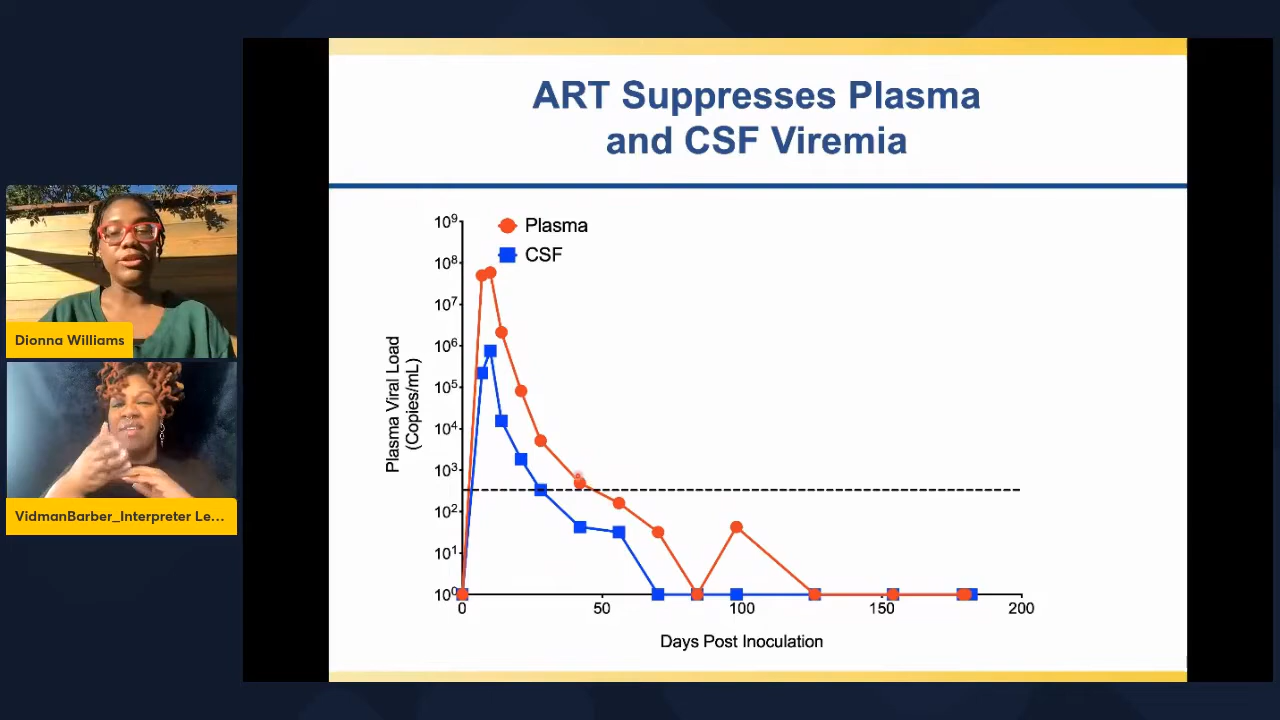 ART Suppresses Plasma
and CSF Viremia
Plasma
CSF
10⁹
10⁸
10⁷
10⁶
10⁵
10⁴
10³
10²
10¹
10⁰
Plasma Viral Load
(Copies/mL)
0
50
100
150
200
Days Post Inoculation
Dionna Williams
VidmanBarber_Interpreter Le...